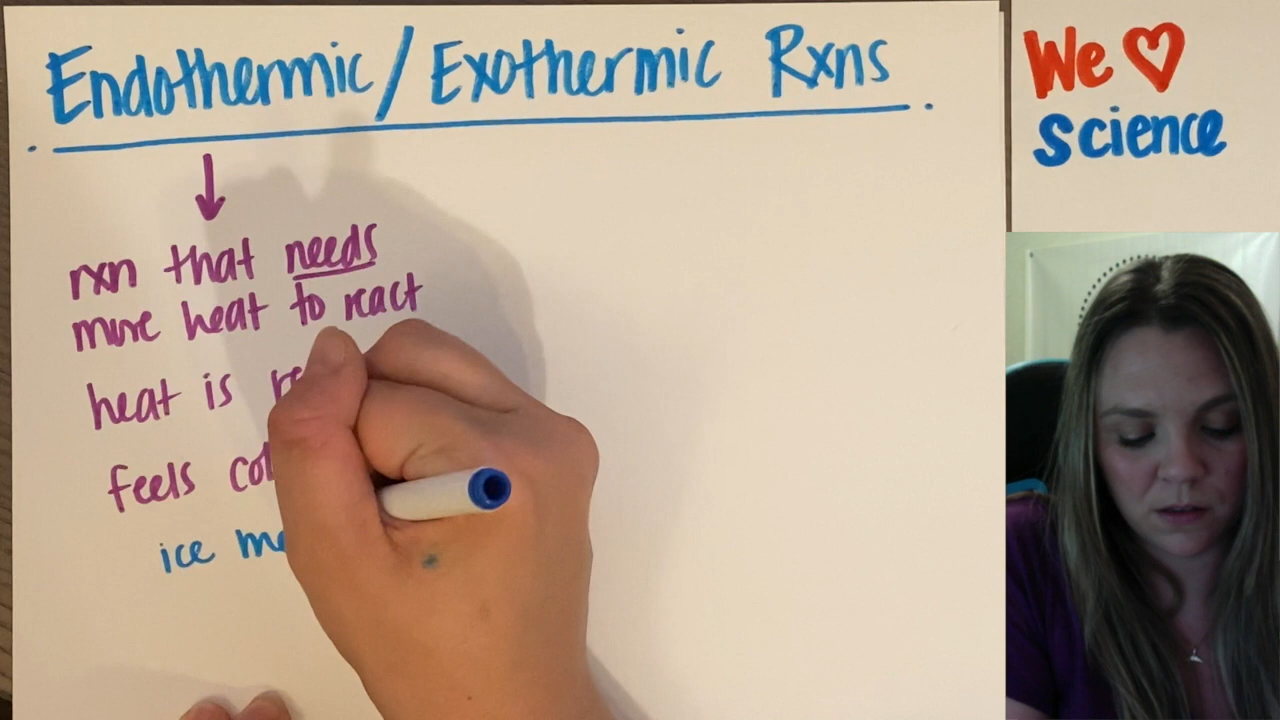 Endothermic/Exothermic Rxns
We ♡
science
rxn that needs
more heat to react
heat is
feels
ice